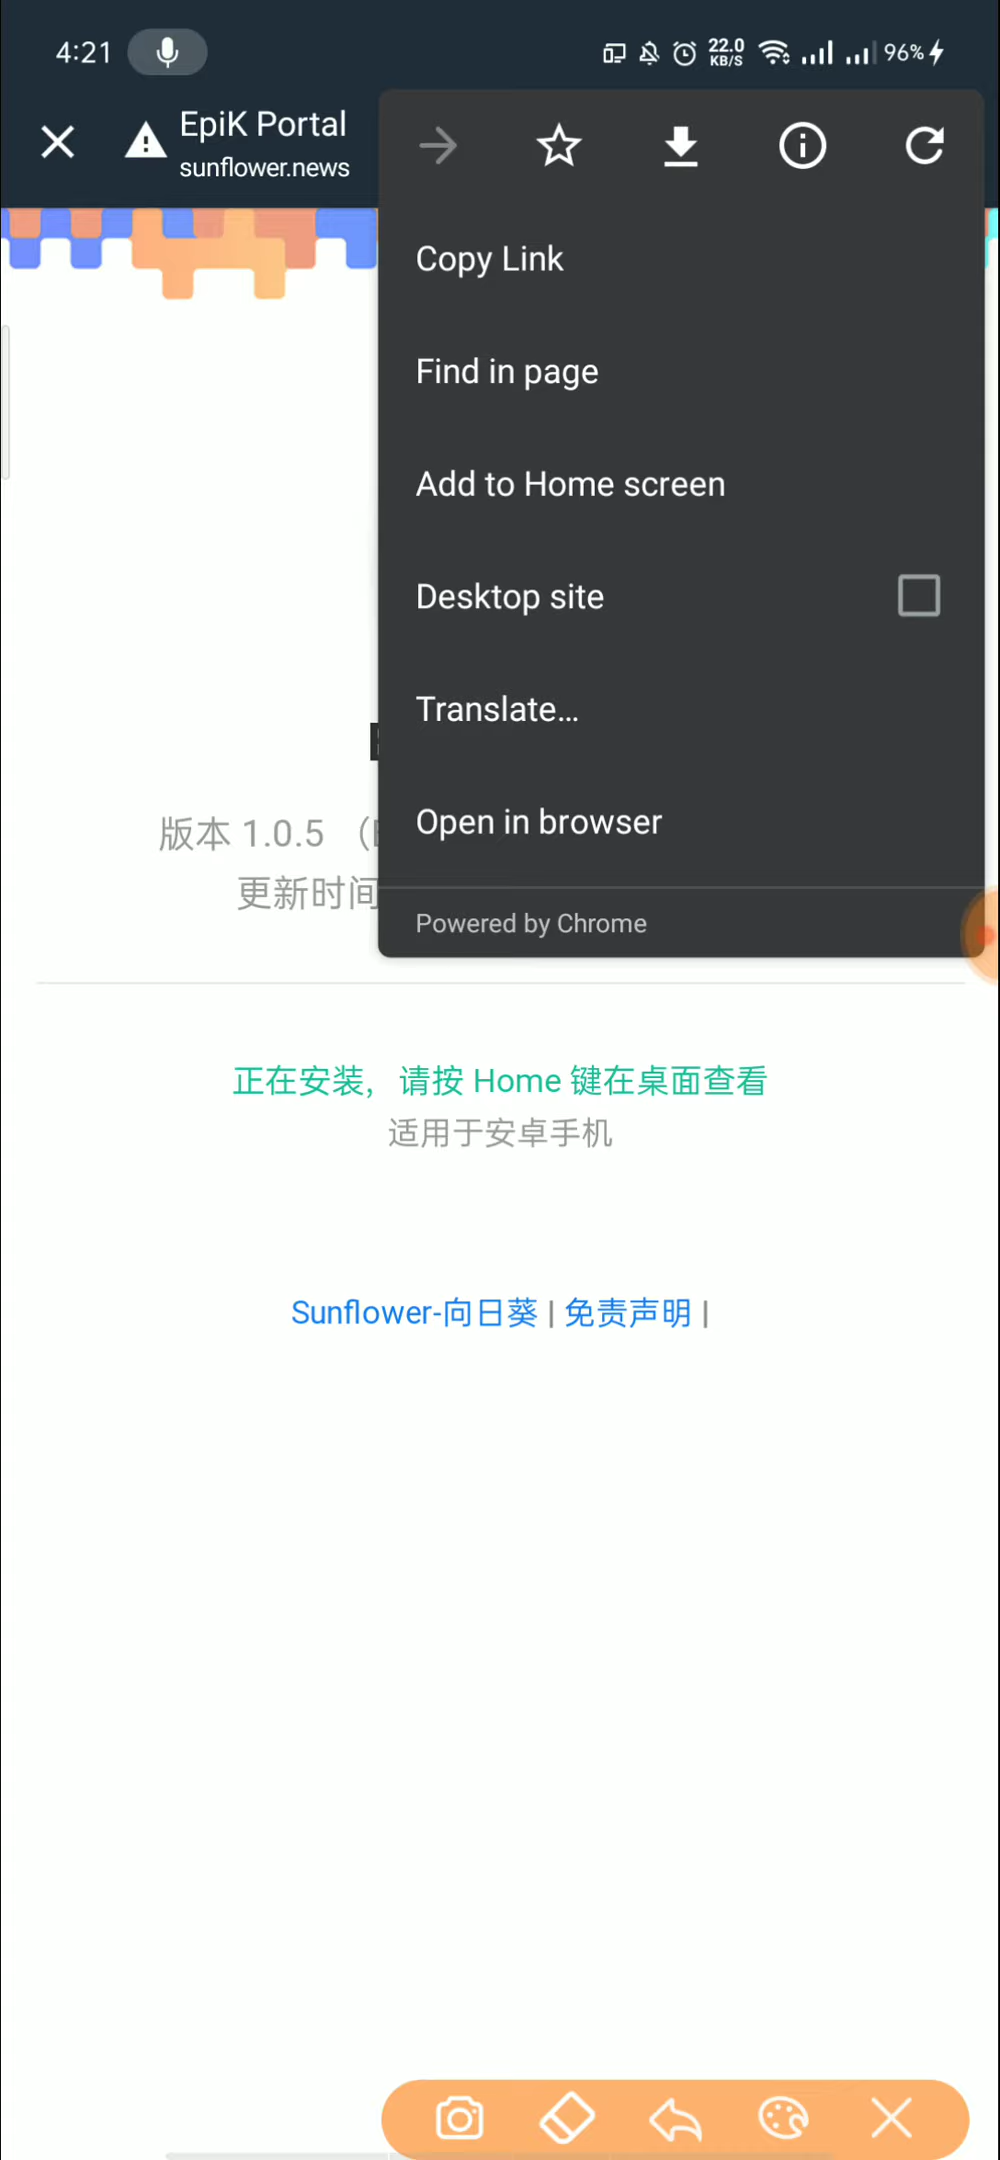 4:21
22.0
KB/S
96%
EpiK Portal
sunflower.news
Copy Link
Find in page
Add to Home screen
Desktop site
Translate...
Open in browser
Powered by Chrome
版本 1.0.5 （
更新时间
正在安装，请按 Home 键在桌面查看
适用于安卓手机
Sunflower-向日葵 | 免责声明 |